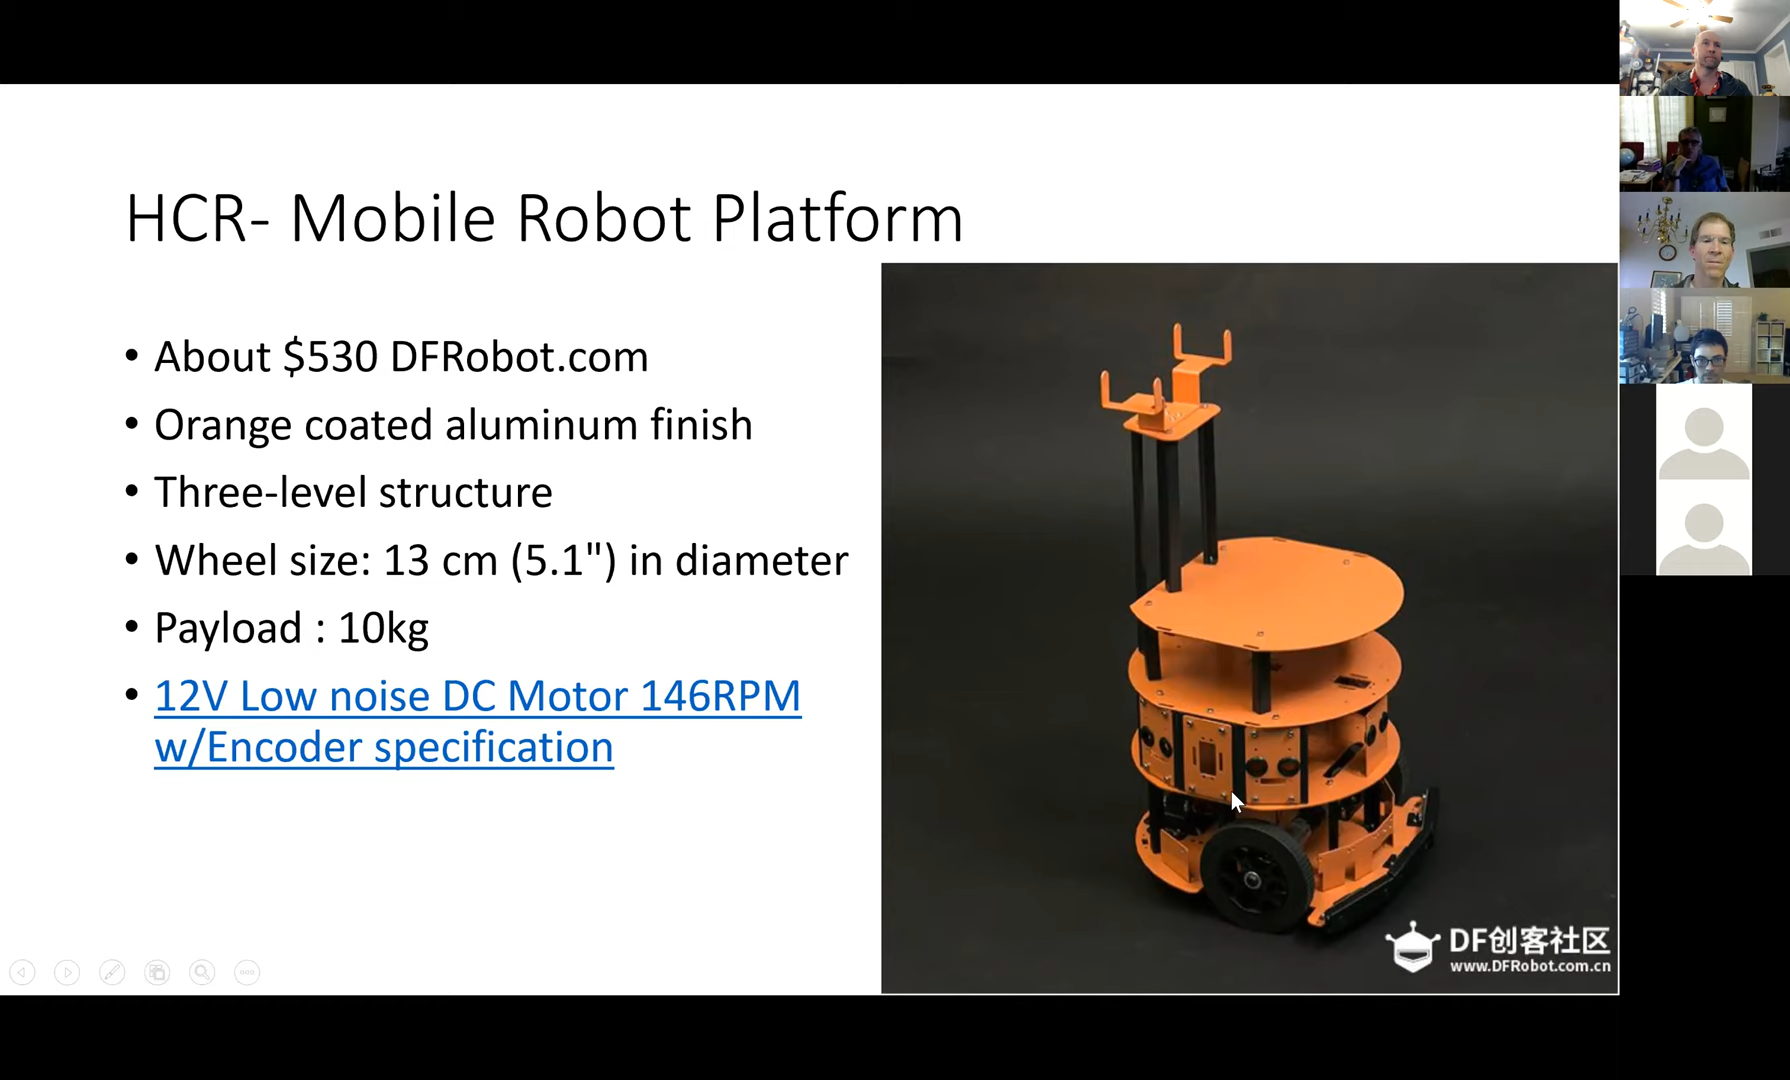 HCR- Mobile Robot Platform
• About $530 DFRobot.com
• Orange coated aluminum finish
• Three-level structure
• Wheel size: 13 cm (5.1") in diameter
• Payload : 10kg
• 12V Low noise DC Motor 146RPM
w/Encoder specification
DF创客社区
www.DFRobot.com.cn